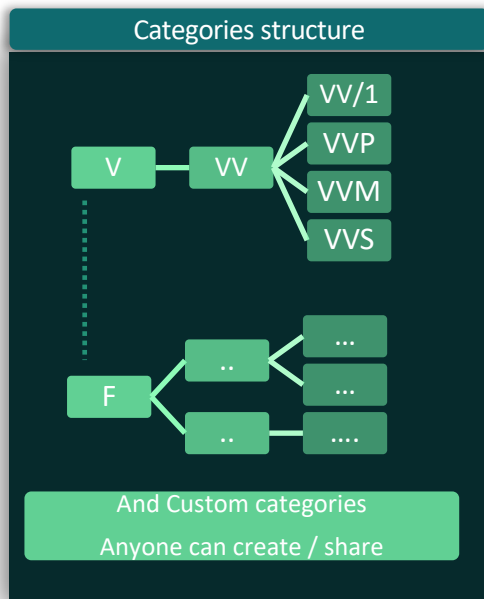 Categories structure
VV/1
VVP
V
VV
VVM
VVS
...
..
...
F
..
....
And Custom categories
Anyone can create / share